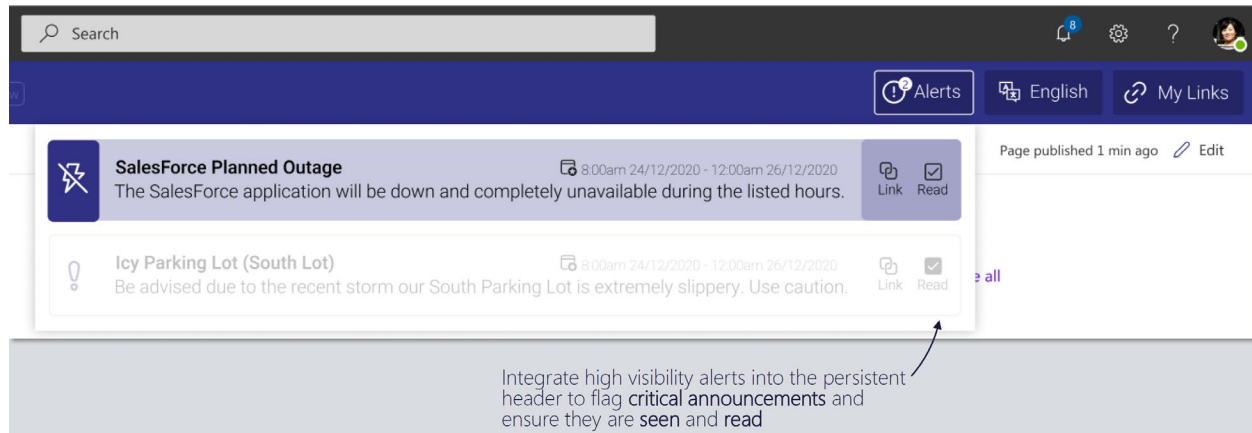 Search
8
?
w
2
Alerts
English
My Links
Page published 1 min ago
Edit
SalesForce Planned Outage
8:00am 24/12/2020 - 12:00am 26/12/2020
The SalesForce application will be down and completely unavailable during the listed hours.
Link
Read
Icy Parking Lot (South Lot)
8:00am 24/12/2020 - 12:00am 26/12/2020
Be advised due to the recent storm our South Parking Lot is extremely slippery. Use caution.
Link
Read
e all
Integrate high visibility alerts into the persistent
header to flag critical announcements and
ensure they are seen and read